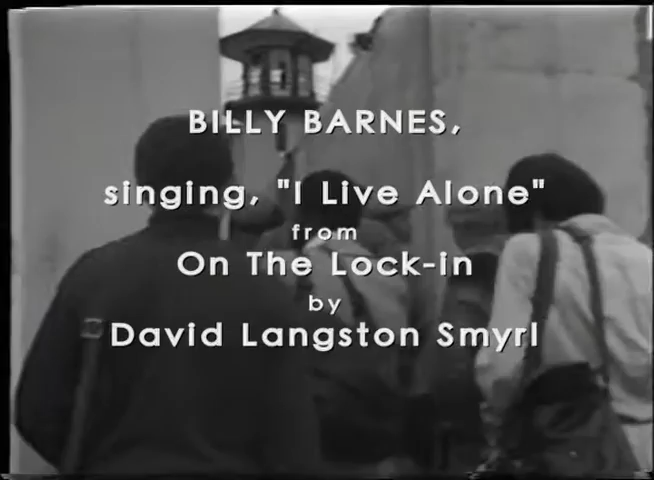 BILLY BARNES,
singing, "I Live Alone"
from
On The Lock-in
by
David Langston Smyrl